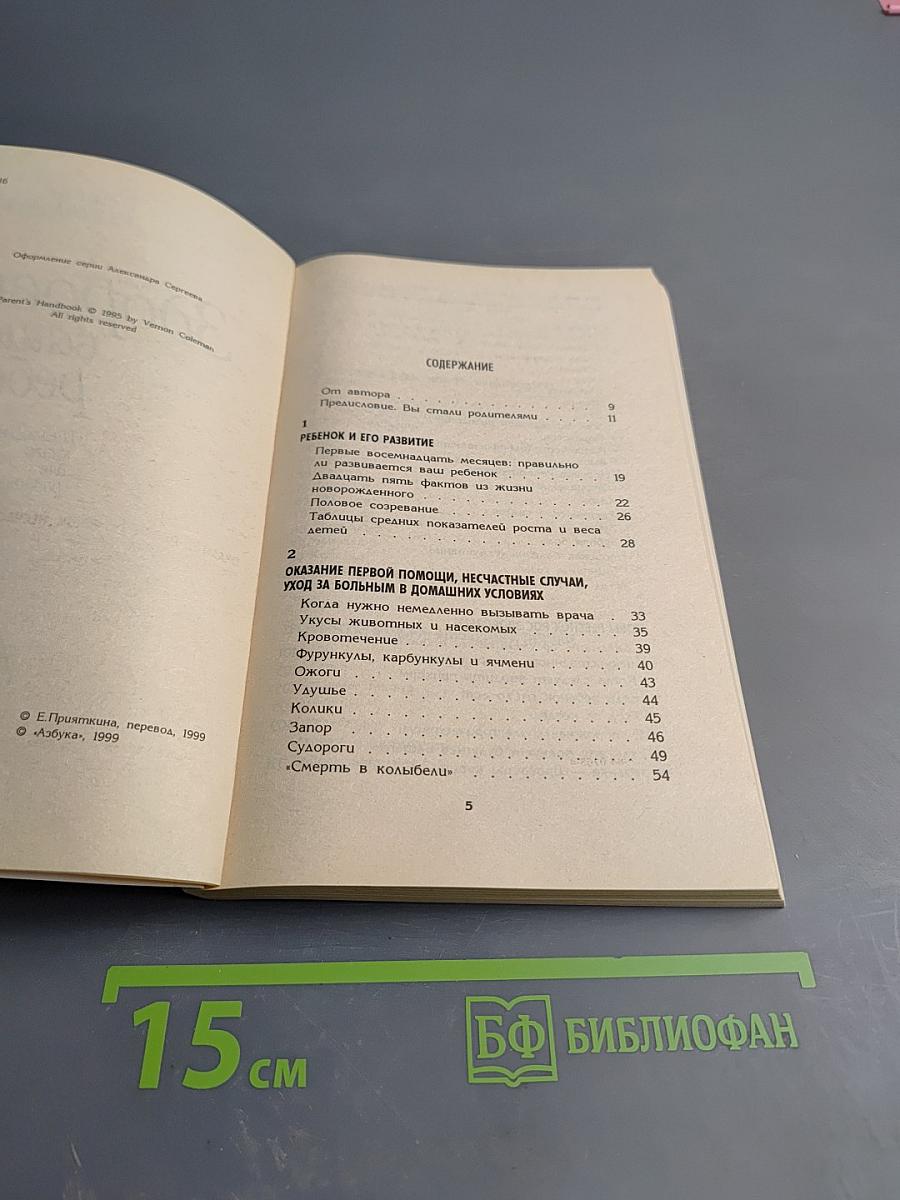 Оформление серии Александра Сергеева
Parent's Handbook © 1995 by Vernon Coleman
All rights reserved
© Е.Прияткина, перевод, 1999
© «Азбука», 1999
СОДЕРЖАНИЕ
От автора . . . . . . . . . . . . . . . 9
Предисловие. Вы стали родителями . . . . 11
1
РЕБЕНОК И ЕГО РАЗВИТИЕ
Первые восемнадцать месяцев: правильно
ли развивается ваш ребенок . . . . . . . 19
Двадцать пять фактов из жизни
новорожденного . . . . . . . . . . . . 22
Половое созревание . . . . . . . . . . . 26
Таблицы средних показателей роста и веса
детей . . . . . . . . . . . . . . . . 28
2
ОКАЗАНИЕ ПЕРВОЙ ПОМОЩИ, НЕСЧАСТНЫЕ СЛУЧАИ,
УХОД ЗА БОЛЬНЫМ В ДОМАШНИХ УСЛОВИЯХ
Когда нужно немедленно вызывать врача . 33
Укусы животных и насекомых . . . . . . 35
Кровотечение . . . . . . . . . . . . . 39
Фурункулы, карбункулы и ячмени . . . . . 40
Ожоги . . . . . . . . . . . . . . . . 43
Удушье . . . . . . . . . . . . . . . . 44
Колики . . . . . . . . . . . . . . . . 45
Запор . . . . . . . . . . . . . . . . 46
Судороги . . . . . . . . . . . . . . . 49
«Смерть в колыбели» . . . . . . . . . . 54
5
15 см
БФ БИБЛИОФАН